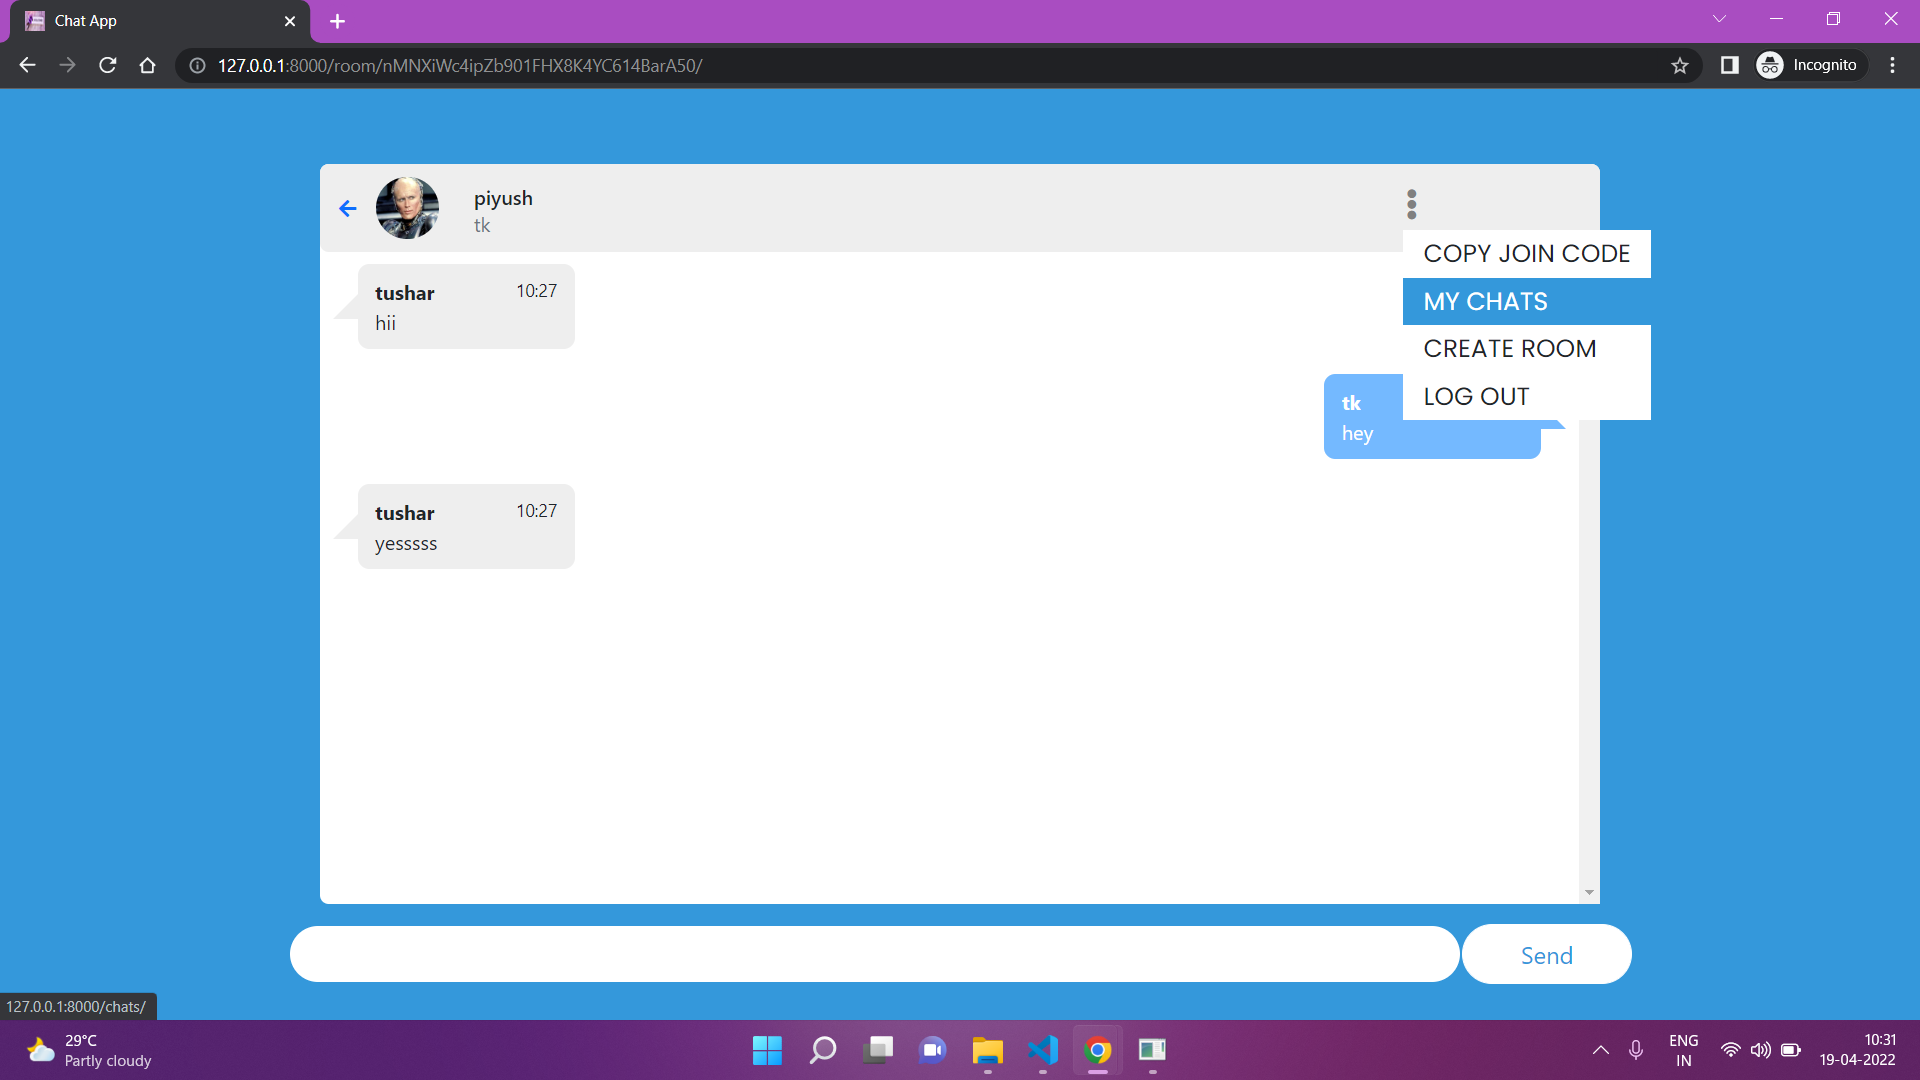 Chat App
127.0.0.1:8000/room/nMNXiWc4ipZb901FHX8K4YC614BarA50/
Incognito
piyush
tk
COPY JOIN CODE
MY CHATS
CREATE ROOM
LOG OUT
tushar 10:27
hii
tk
hey
tushar 10:27
yesssss
Send
127.0.0.1:8000/chats/
29°C
Partly cloudy
ENG
IN
10:31
19-04-2022